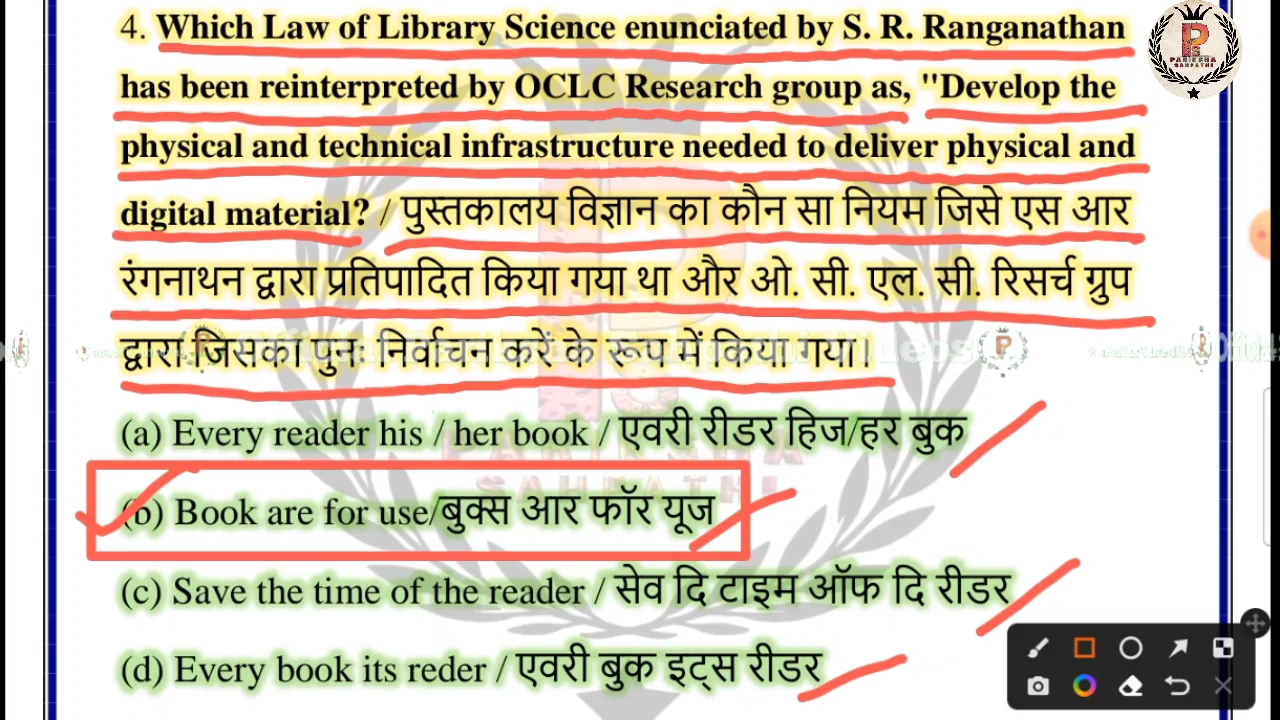 4. Which Law of Library Science enunciated by S. R. Ranganathan
has been reinterpreted by OCLC Research group as, "Develop the
physical and technical infrastructure needed to deliver physical and
digital material? / पुस्तकालय विज्ञान का कौन सा नियम जिसे एस आर
रंगनाथन द्वारा प्रतिपादित किया गया था और ओ. सी. एल. सी. रिसर्च ग्रुप
द्वारा जिसका पुनः निर्वाचन करें के रूप में किया गया।
(a) Every reader his / her book / एवरी रीडर हिज/हर बुक
(b) Book are for use/बुक्स आर फॉर यूज
(c) Save the time of the reader / सेव दि टाइम ऑफ दि रीडर
(d) Every book its reder / एवरी बुक इट्स रीडर
PARIKSHA
SARPATHI